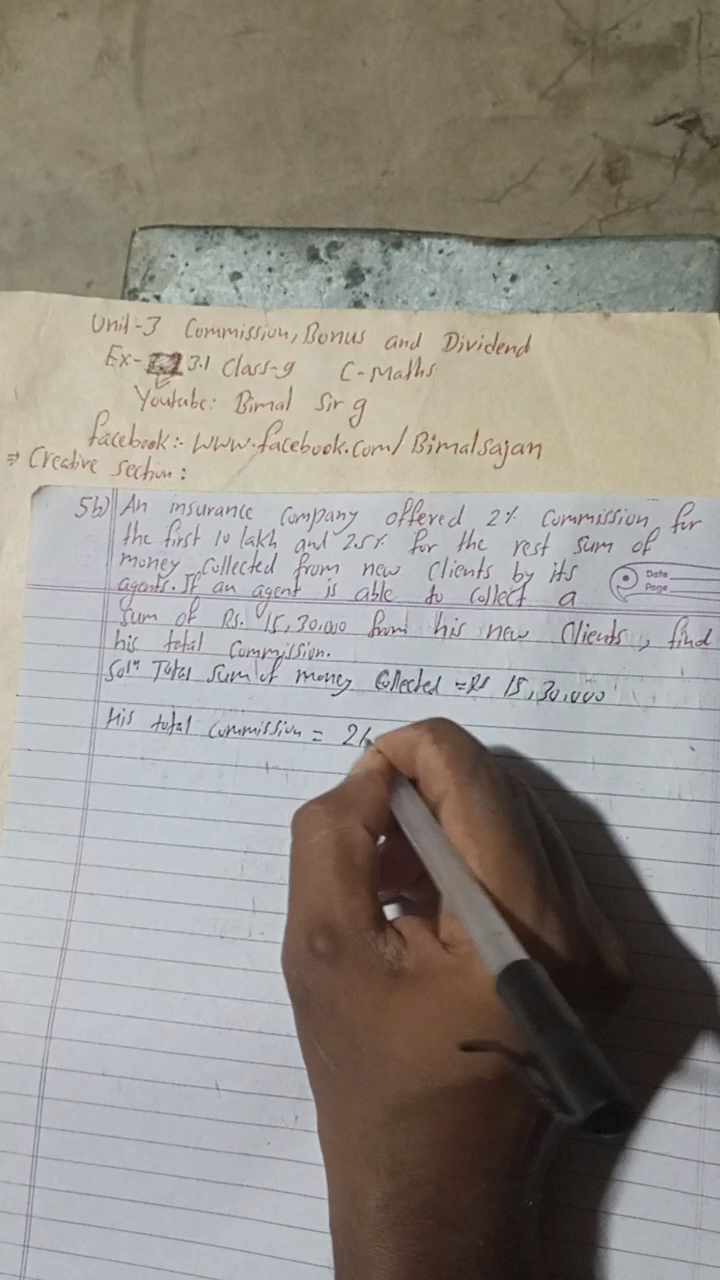 Unit-3 Commission, Bonus and Dividend
Ex- 3.1 Class-9 C-Maths
Youtube: Bimal Sir g
facebook:- www.facebook.com/Bimalsajan
⇒ Creative Section:
5b) An insurance Company offered 2% Commission for
the first 10 lakh and 2.5% for the rest sum of
money collected from new clients by its
Date
Page
agents. If an agent is able to collect a
sum of Rs. 15,30,000 from his new clients, find
his total Commission.
Solⁿ Total sum of money Collected = Rs 15,30,000
His total Commission = 2%